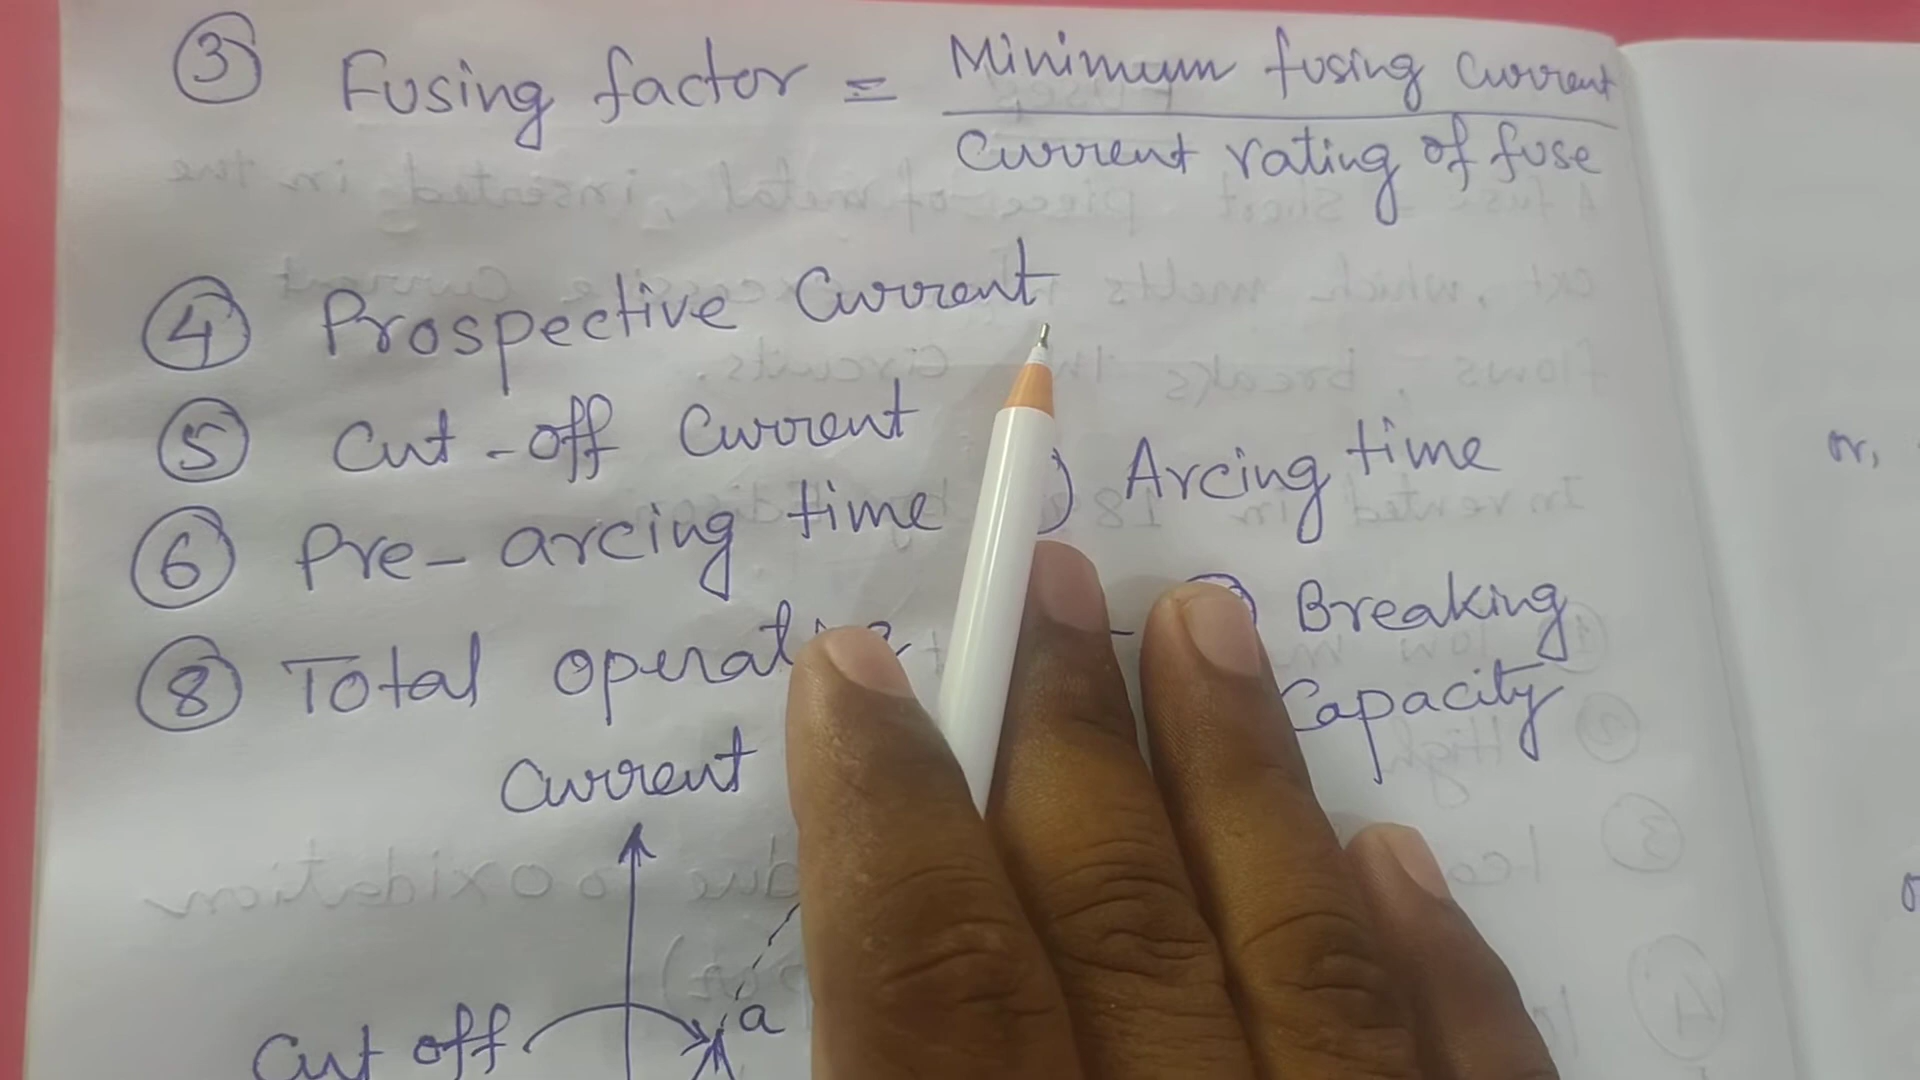 ③ Fusing factor = Minimum fusing Current
Current rating of fuse
④ Prospective Current
⑤ Cut-off Current
⑥ Pre-arcing time ) Arcing time
⑧ Total Breaking
Capacity
Current
a
Cut off
or,